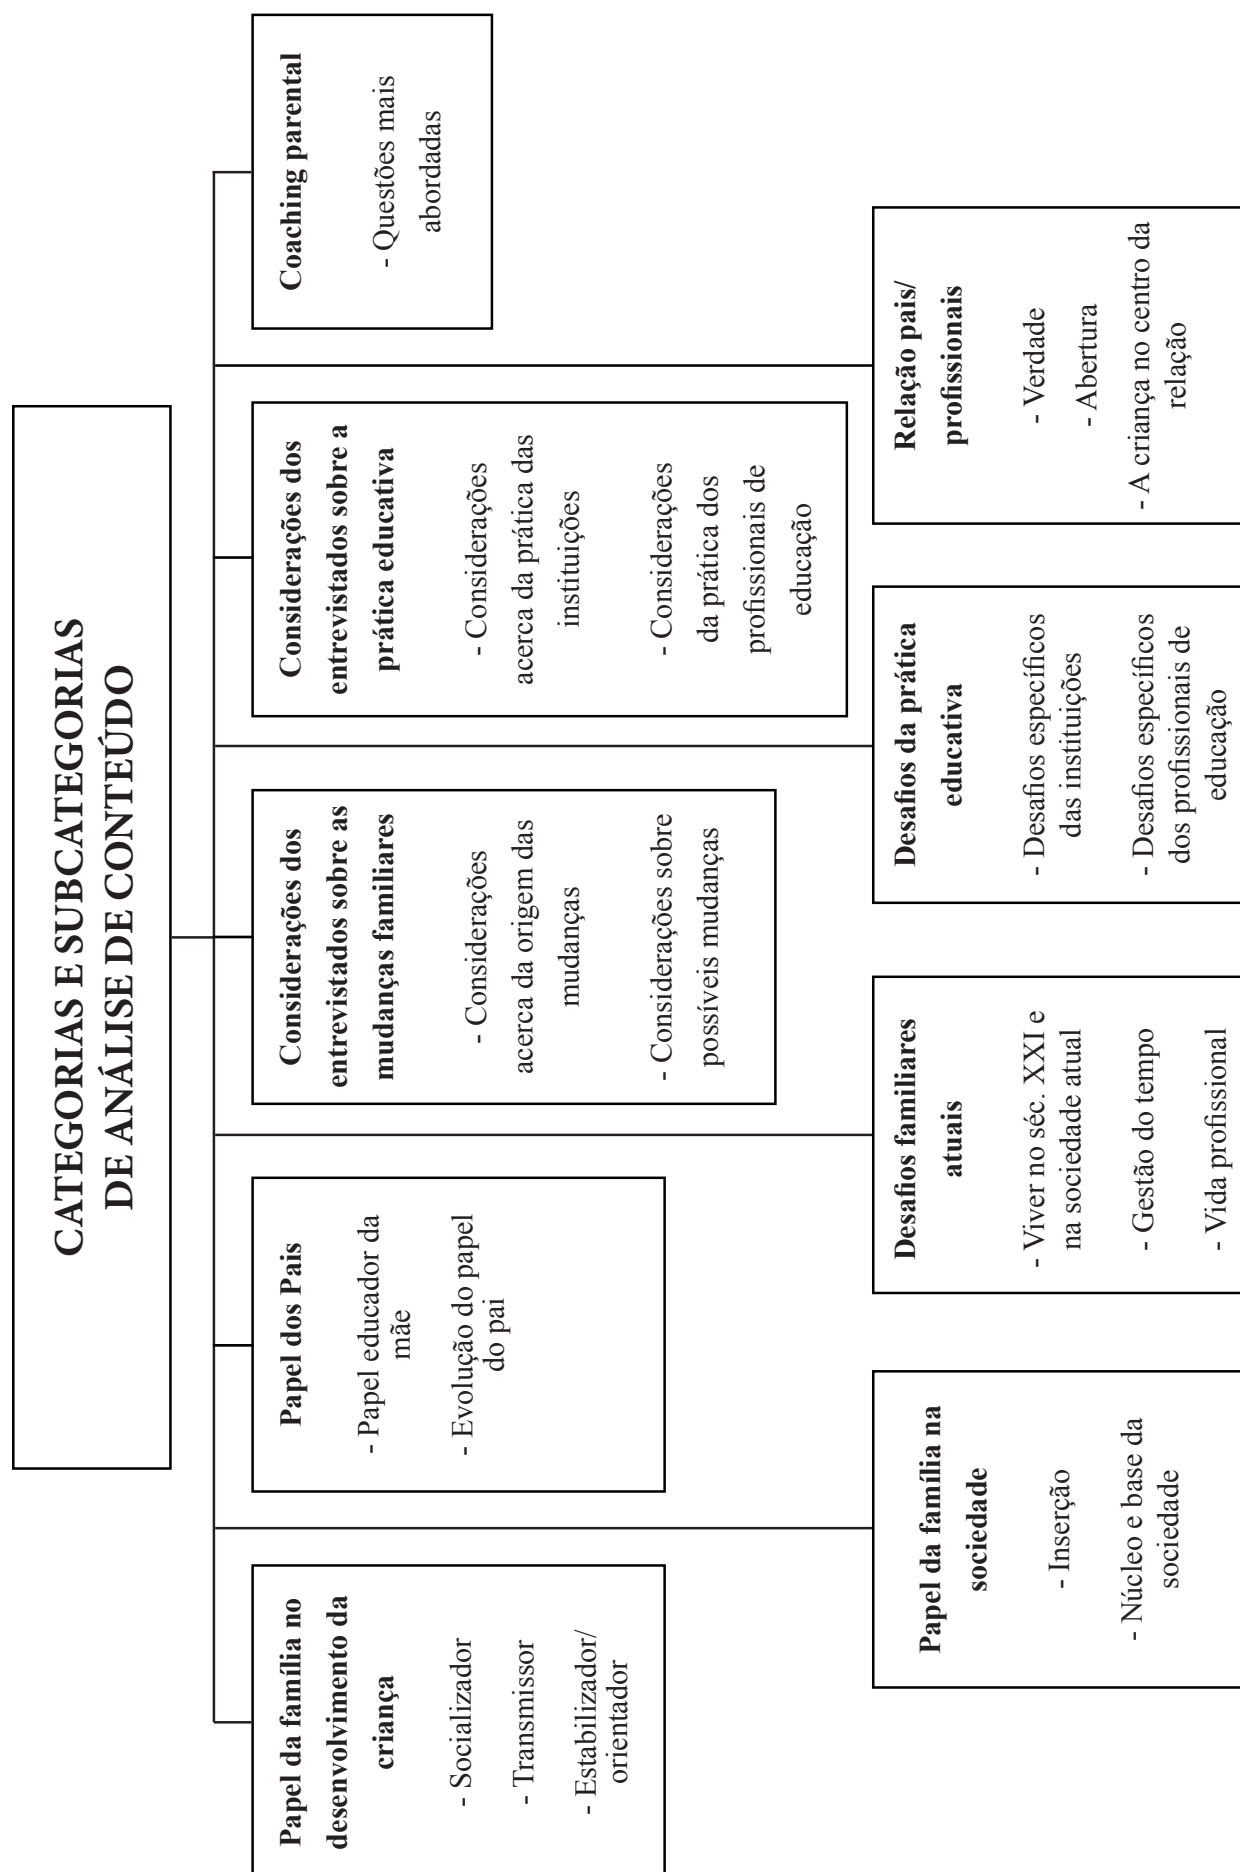 CATEGORIAS E SUBCATEGORIAS
DE ANÁLISE DE CONTEÚDO
Papel da família no
desenvolvimento da
criança
- Socializador
- Transmissor
- Estabilizador/
orientador
Papel da família na
sociedade
- Inserção
- Núcleo e base da
sociedade
Papel dos Pais
- Papel educador da
mãe
- Evolução do papel
do pai
Desafios familiares
atuais
- Viver no séc. XXI e
na sociedade atual
- Gestão do tempo
- Vida profissional
Considerações dos
entrevistados sobre as
mudanças familiares
- Considerações
acerca da origem das
mudanças
- Considerações sobre
possíveis mudanças
Desafios da prática
educativa
- Desafios específicos
das instituições
- Desafios específicos
dos profissionais de
educação
Considerações dos
entrevistados sobre a
prática educativa
- Considerações
acerca da prática das
instituições
- Considerações
da prática dos
profissionais de
educação
Relação pais/
profissionais
- Verdade
- Abertura
- A criança no centro da
relação
Coaching parental
- Questões mais
abordadas